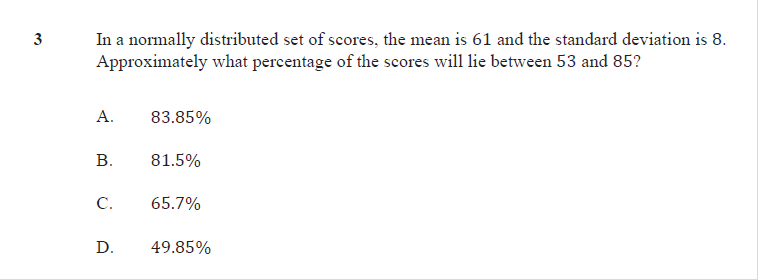 3 In a normally distributed set of scores, the mean is 61 and the standard deviation is 8.
Approximately what percentage of the scores will lie between 53 and 85?
A. 83.85%
B. 81.5%
C. 65.7%
D. 49.85%